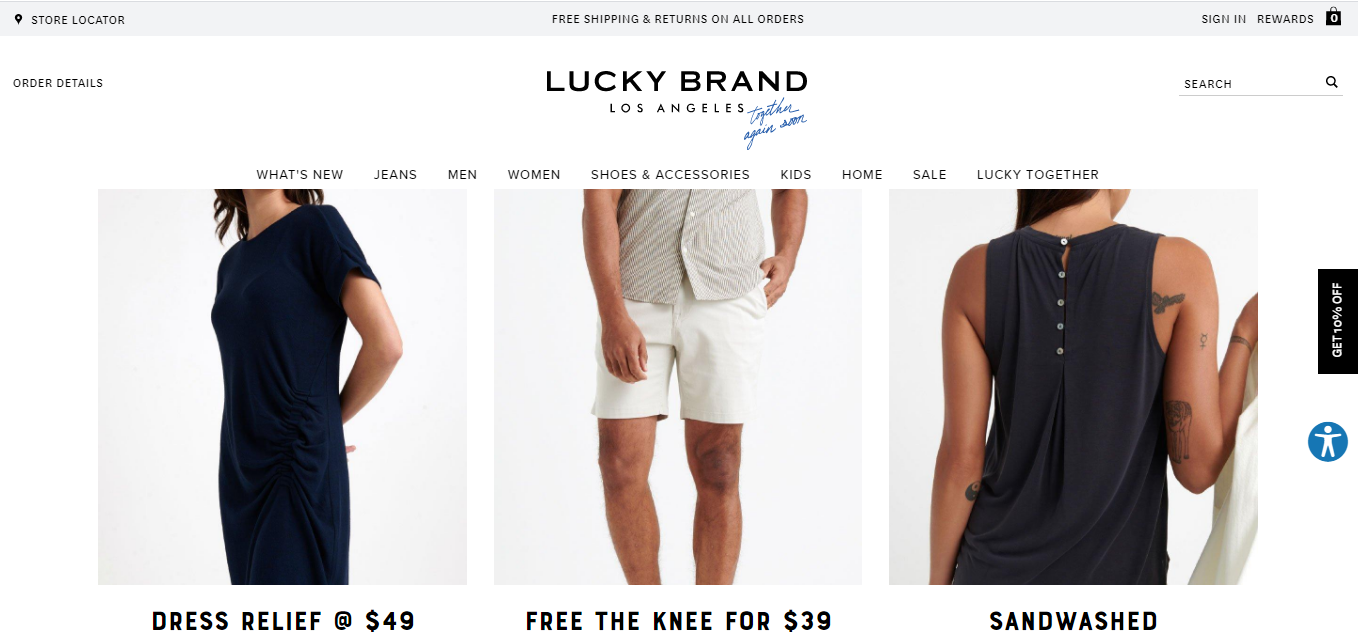 STORE LOCATOR
FREE SHIPPING & RETURNS ON ALL ORDERS
SIGN IN REWARDS 0
ORDER DETAILS
LUCKY BRAND
LOS ANGELES
together
again soon
SEARCH
WHAT'S NEW JEANS MEN WOMEN SHOES & ACCESSORIES KIDS HOME SALE LUCKY TOGETHER
GET 10% OFF
DRESS RELIEF @ $49
FREE THE KNEE FOR $39
SANDWASHED